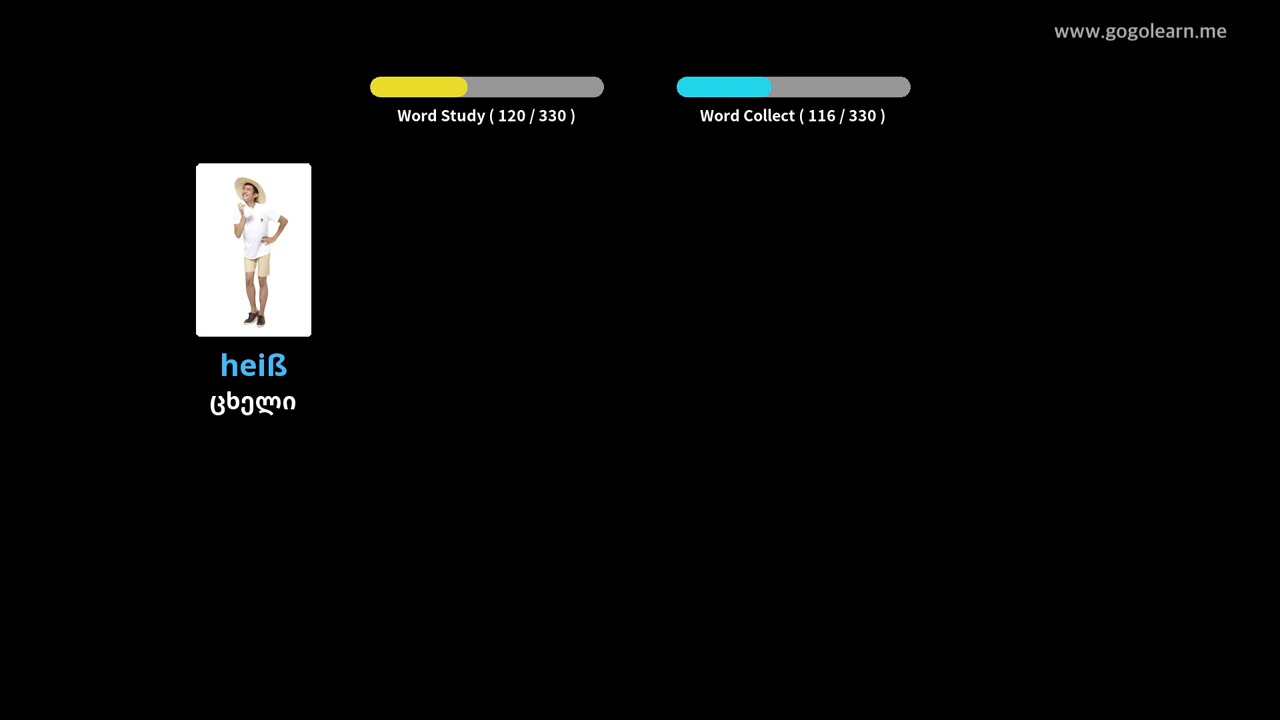 www.gogolearn.me
Word Study ( 120 / 330 )
Word Collect ( 116 / 330 )
heiß
ცხელი